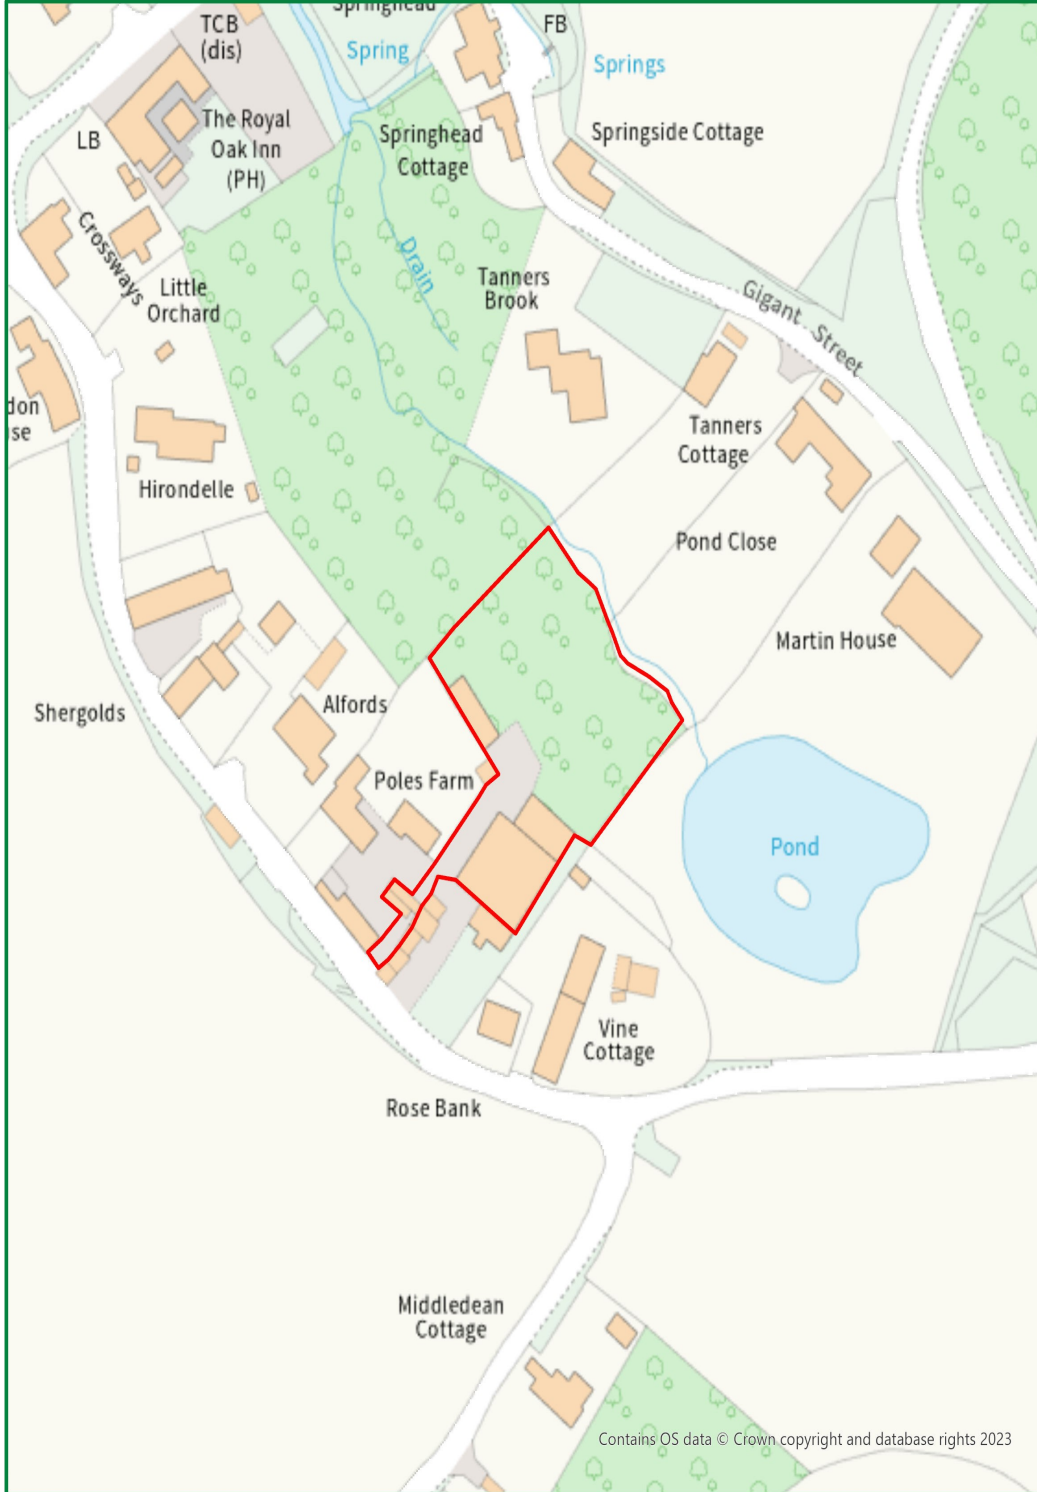 Springhead
TCB
(dis)
FB
Spring
Springs
The Royal
Oak Inn
(PH)
LB
Springhead
Cottage
Springside Cottage
Crossways
Little
Orchard
Drain
Tanners
Brook
Gigant Street
Tanners
Cottage
Hirondelle
Pond Close
Martin House
Shergolds
Alfords
Poles Farm
Pond
Vine
Cottage
Rose Bank
Middledean
Cottage
Contains OS data © Crown copyright and database rights 2023